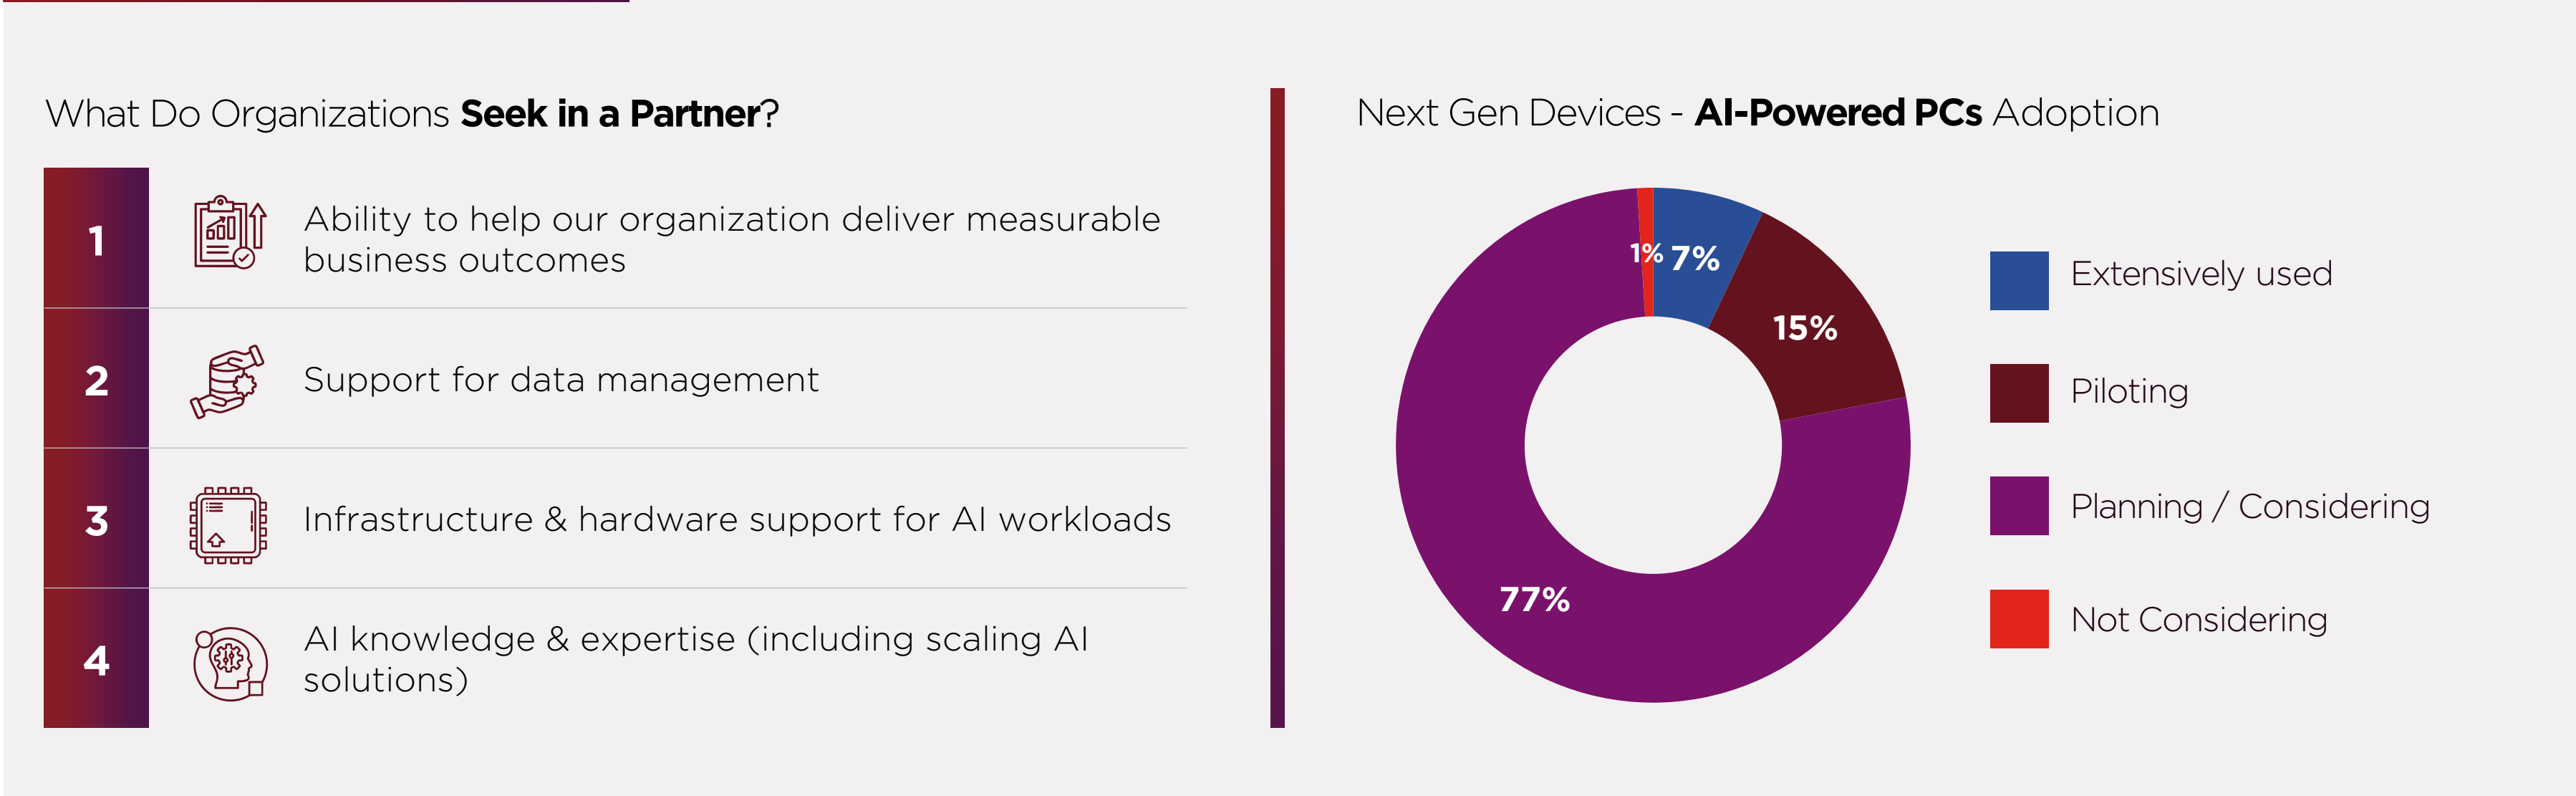 What Do Organizations Seek in a Partner?
1
Ability to help our organization deliver measurable
business outcomes
2
Support for data management
3
Infrastructure & hardware support for AI workloads
4
AI knowledge & expertise (including scaling AI
solutions)
Next Gen Devices - AI-Powered PCs Adoption
1%
7%
15%
77%
Extensively used
Piloting
Planning / Considering
Not Considering